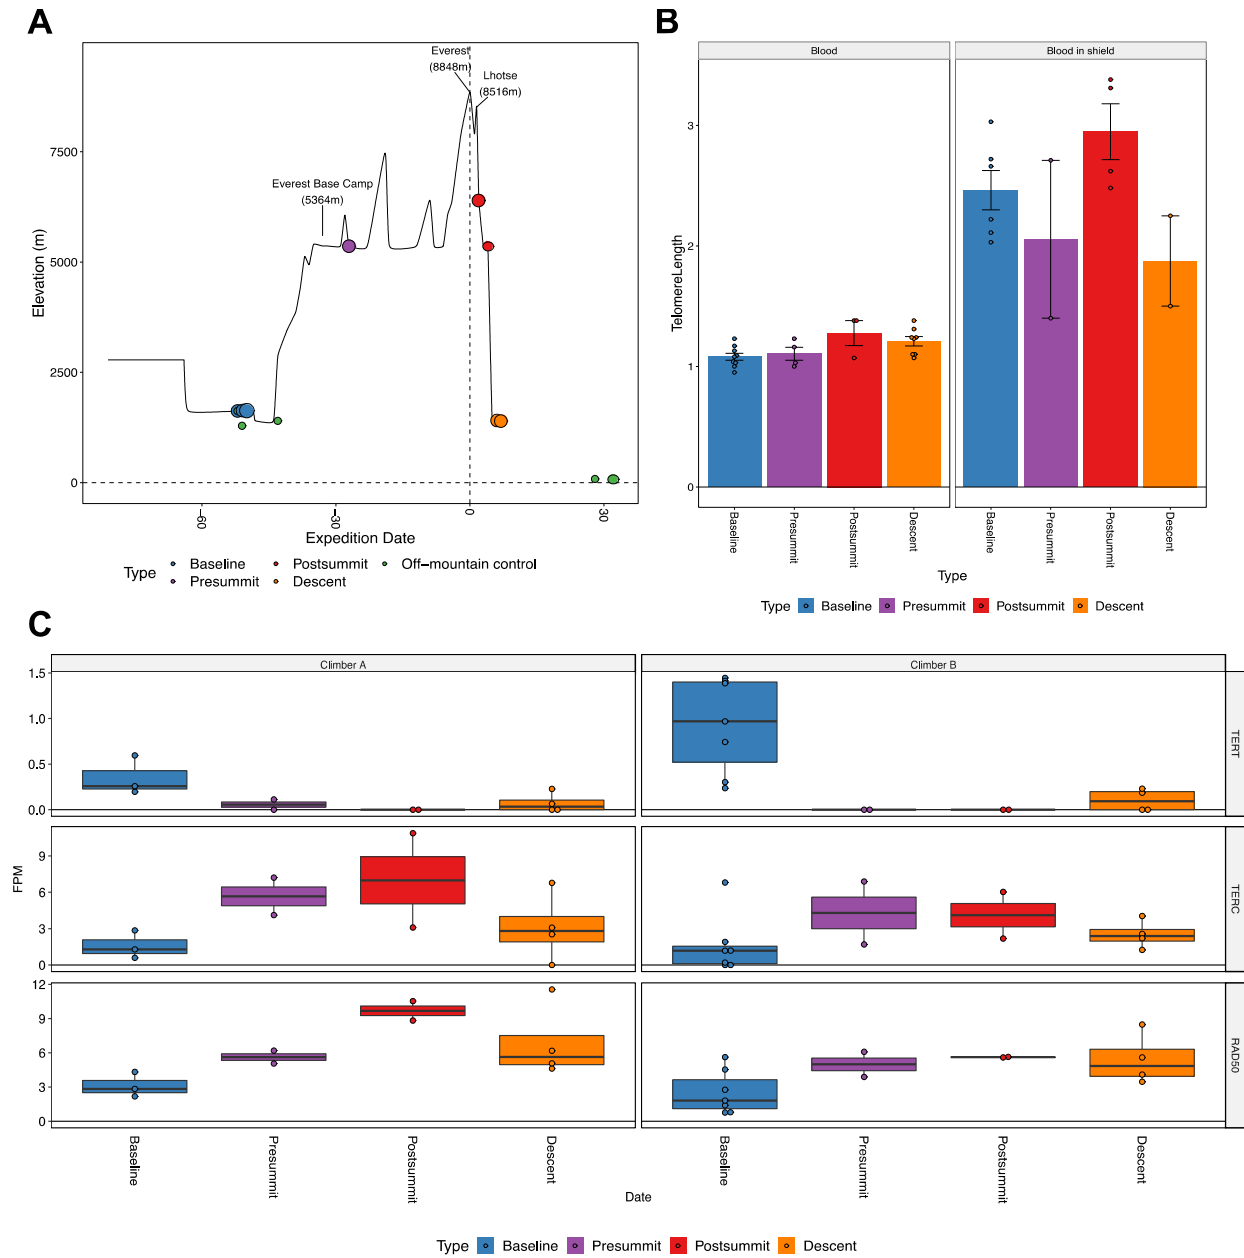 A
Everest
(8848m)
Lhotse
(8516m)
Everest Base Camp
(5364m)
Elevation (m)
7500
5000
2500
0
-60
-30
0
30
Expedition Date
Type
Baseline
Postsummit
Off−mountain control
Presummit
Descent
B
Blood
Blood in shield
TelomereLength
3
2
1
0
Baseline
Presummit
Postsummit
Descent
Baseline
Presummit
Postsummit
Descent
Type
Type Baseline Presummit Postsummit Descent
C
Climber A
Climber B
1.5
1.0
0.5
0.0
TERT
9
6
3
0
TERC
12
9
6
3
0
RAD50
FPM
Baseline
Presummit
Postsummit
Descent
Baseline
Presummit
Postsummit
Descent
Date
Type Baseline Presummit Postsummit Descent